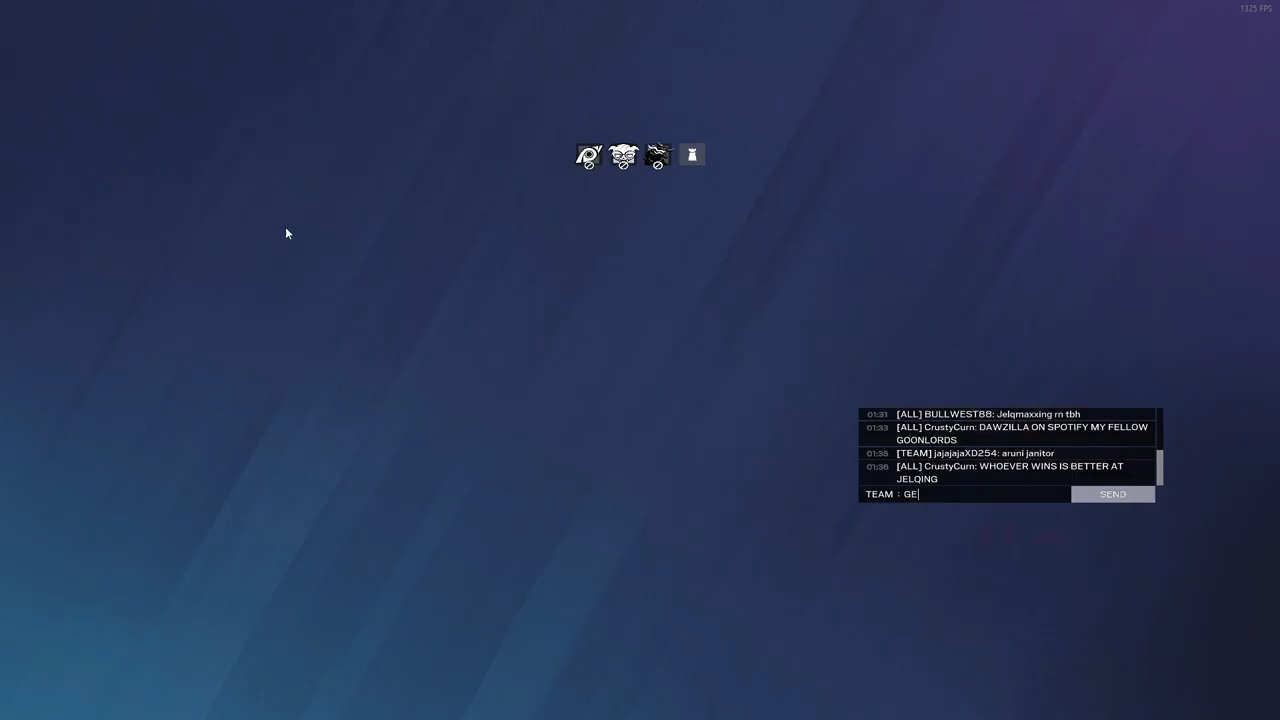 1325 FPS
01:31 [ALL] BULLWEST88: Jelqmaxxing rn tbh
01:33 [ALL] CrustyCurn: DAWZILLA ON SPOTIFY MY FELLOW
GOONLORDS
01:35 [TEAM] jajajajaXD254: aruni janitor
01:36 [ALL] CrustyCurn: WHOEVER WINS IS BETTER AT
JELQING
TEAM : GE
SEND